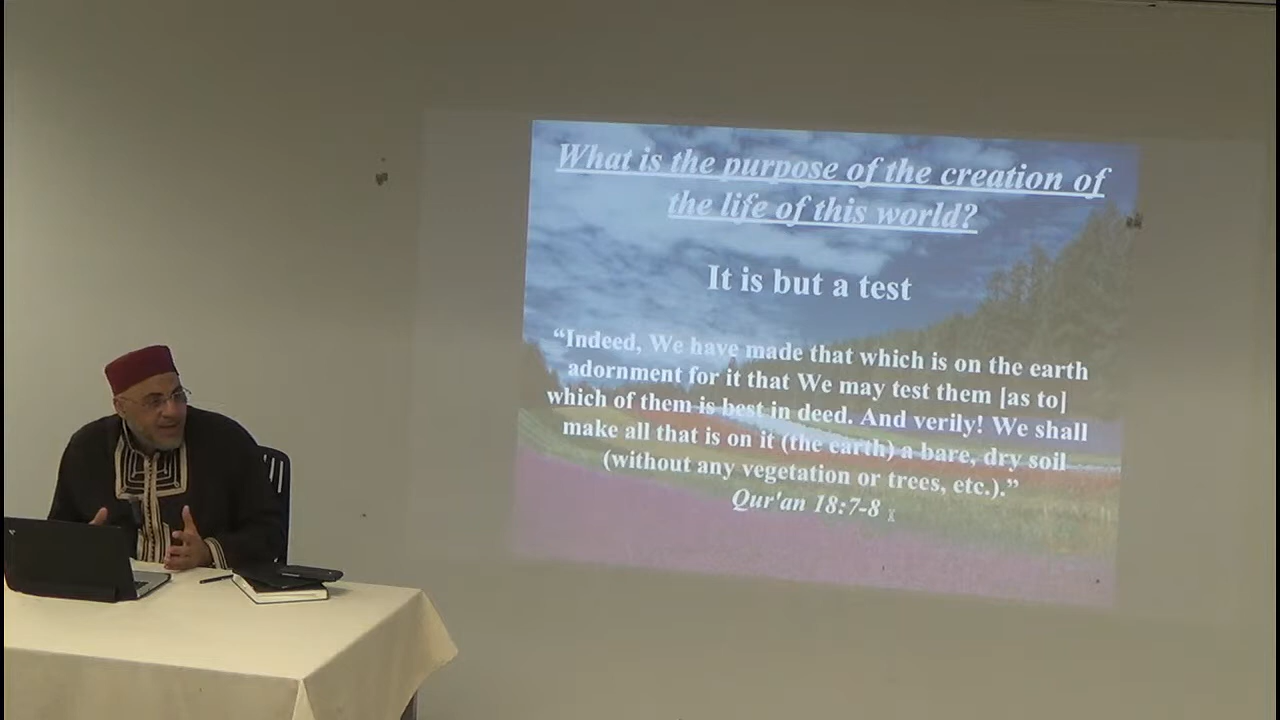 What is the purpose of the creation of
the life of this world?
It is but a test
“Indeed, We have made that which is on the earth
adornment for it that We may test them [as to]
which of them is best in deed. And verily! We shall
make all that is on it (the earth) a bare, dry soil
(without any vegetation or trees, etc.).”
Qur'an 18:7-8